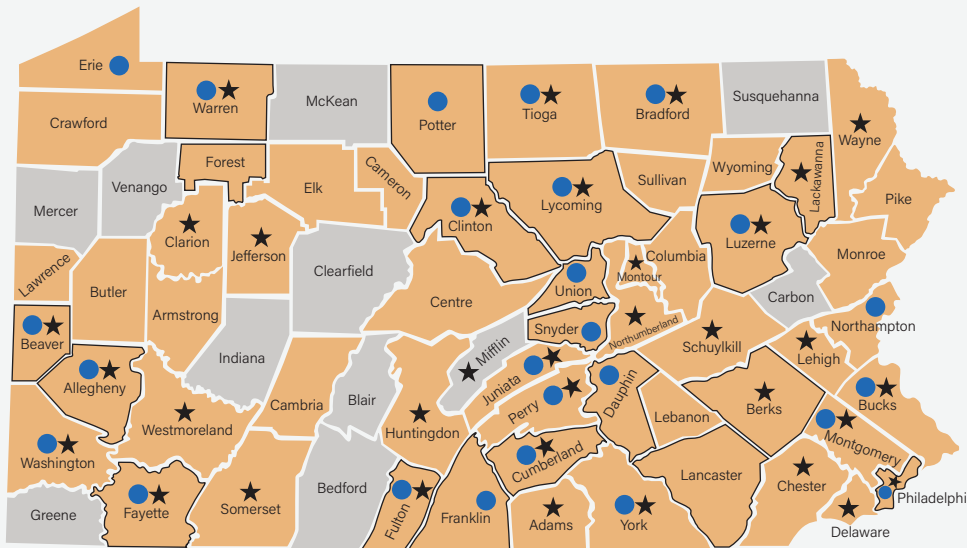 Erie
Warren
McKean
Potter
Tioga
Bradford
Susquehanna
Wayne
Crawford
Forest
Elk
Cameron
Sullivan
Wyoming
Lackawanna
Pike
Mercer
Venango
Clarion
Jefferson
Clinton
Lycoming
Luzerne
Monroe
Lawrence
Butler
Armstrong
Clearfield
Centre
Union
Montour
Columbia
Carbon
Beaver
Allegheny
Indiana
Snyder
Northumberland
Schuylkill
Northampton
Lehigh
Mifflin
Juniata
Perry
Dauphin
Lebanon
Berks
Bucks
Washington
Westmoreland
Cambria
Blair
Huntingdon
Cumberland
Montgomery
Greene
Fayette
Somerset
Bedford
Fulton
Franklin
Adams
York
Lancaster
Chester
Delaware
Philadelphi